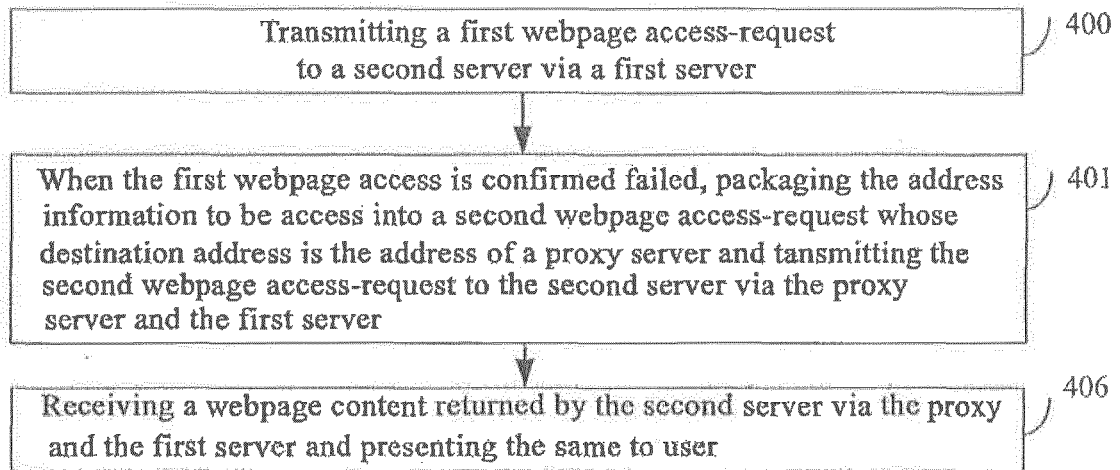 Transmitting a first webpage access-request
400
to a second server via a first server
When the first webpage access is confirmed failed, packaging the address
401
information to be access into a second webpage access-request whose
destination address is the address of a proxy server and tansmitting the
second webpage access-request to the second server via the proxy
server and the first server
406
Receiving a webpage content returned by the second server via the proxy
and the first server and presenting the same to user